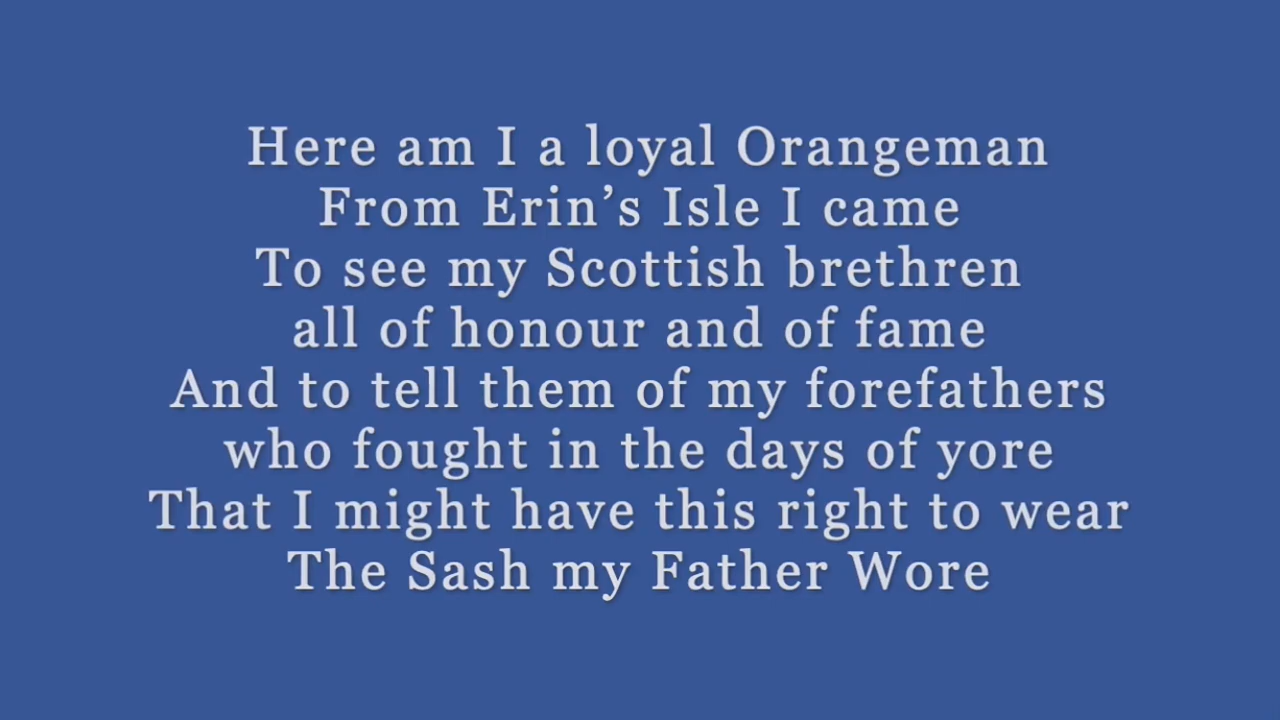 Here am I a loyal Orangeman
From Erin’s Isle I came
To see my Scottish brethren
all of honour and of fame
And to tell them of my forefathers
who fought in the days of yore
That I might have this right to wear
The Sash my Father Wore